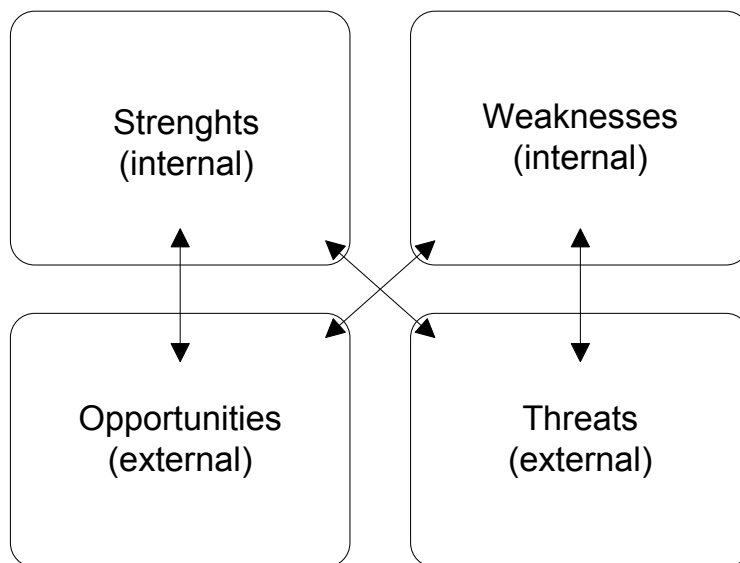 Strenghts
(internal)
Weaknesses
(internal)
Opportunities
(external)
Threats
(external)